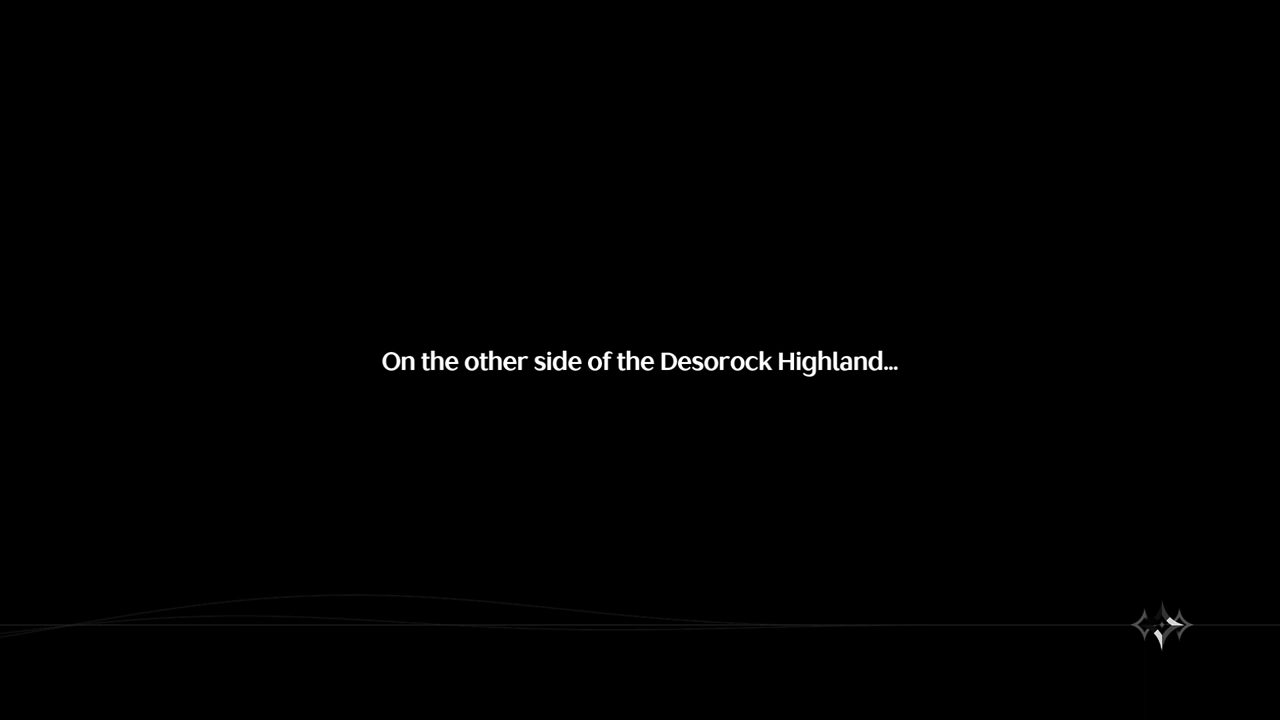 On the other side of the Desorock Highland...